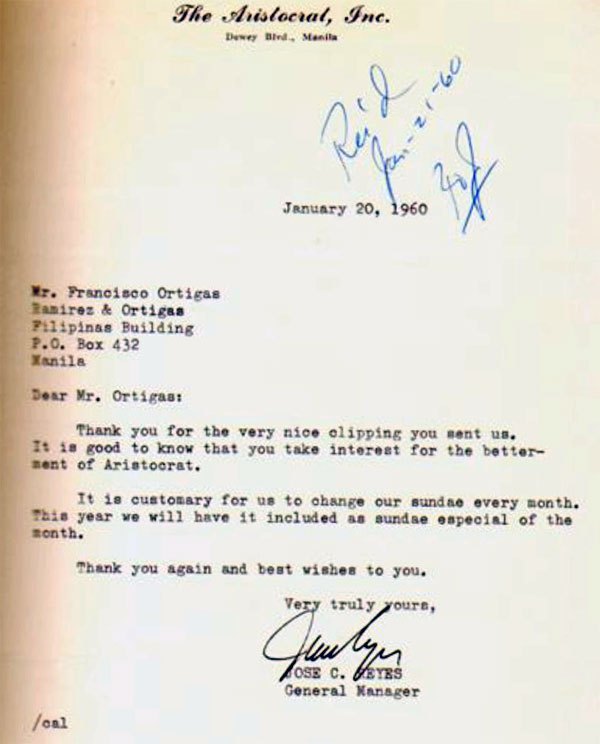 The Aristocrat, Inc.
Dewey Blvd., Manila
Rec'd
Jan-21-60
January 20, 1960
Mr. Francisco Ortigas
Ramirez & Ortigas
Filipinas Building
P.O. Box 432
Manila
Dear Mr. Ortigas:
Thank you for the very nice clipping you sent us.
It is good to know that you take interest for the better-
ment of Aristocrat.
It is customary for us to change our sundae every month.
This year we will have it included as sundae especial of the
month.
Thank you again and best wishes to you.
Very truly yours,
JOSE C. REYES
General Manager
/cal